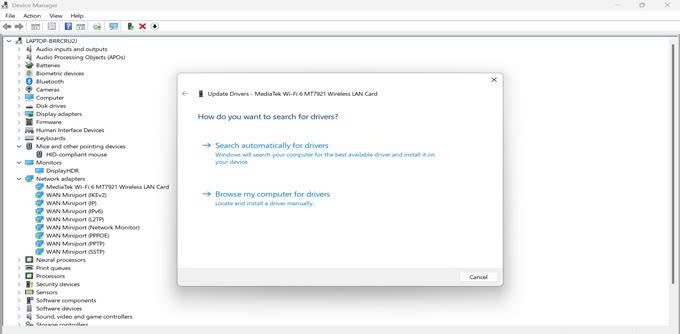 Device Manager
File Action View Help
LAPTOP-BRRCRU2J
Audio inputs and outputs
Audio Processing Objects (APOs)
Batteries
Biometric devices
Bluetooth
Cameras
Computer
Disk drives
Display adapters
Firmware
Human Interface Devices
Keyboards
Mice and other pointing devices
HID-compliant mouse
Monitors
DisplayHDR
Network adapters
MediaTek Wi-Fi 6 MT7921 Wireless LAN Card
WAN Miniport (IKEv2)
WAN Miniport (IP)
WAN Miniport (IPv6)
WAN Miniport (L2TP)
WAN Miniport (Network Monitor)
WAN Miniport (PPPOE)
WAN Miniport (PPTP)
WAN Miniport (SSTP)
Neural processors
Print queues
Processors
Security devices
Sensors
Software components
Software devices
Sound, video and game controllers
Storage controllers
Update Drivers - MediaTek Wi-Fi 6 MT7921 Wireless LAN Card
How do you want to search for drivers?
Search automatically for drivers
Windows will search your computer for the best available driver and install it on
your device.
Browse my computer for drivers
Locate and install a driver manually.
Cancel